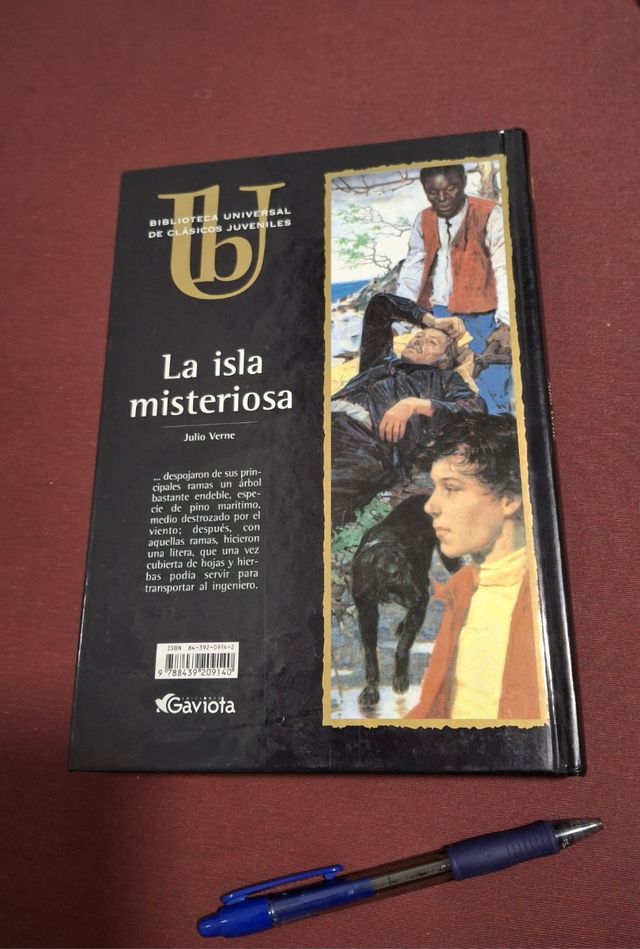 BIBLIOTECA UNIVERSAL
DE CLÁSICOS JUVENILES
Ub
La isla
misteriosa
Julio Verne
... despojaron de sus prin-
cipales ramas un árbol
bastante endeble, espe-
cie de pino marítimo,
medio destrozado por el
viento; después, con
aquellas ramas, hicieron
una litera, que una vez
cubierta de hojas y hier-
bas podía servir para
transportar al ingeniero.
ISBN 84-392-0914-2
9 788439 209140
EDICIONES
Gaviota